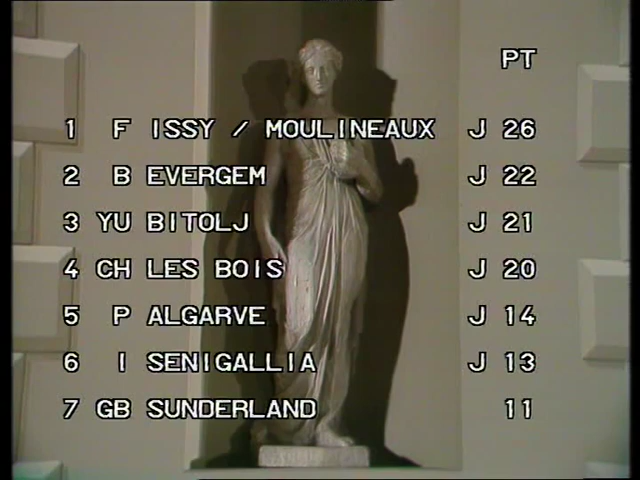 PT
1 F ISSY / MOULINEAUX J 26
2 B EVERGEM J 22
3 YU BITOLJ J 21
4 CH LES BOIS J 20
5 P ALGARVE J 14
6 I SENIGALLIA J 13
7 GB SUNDERLAND 11